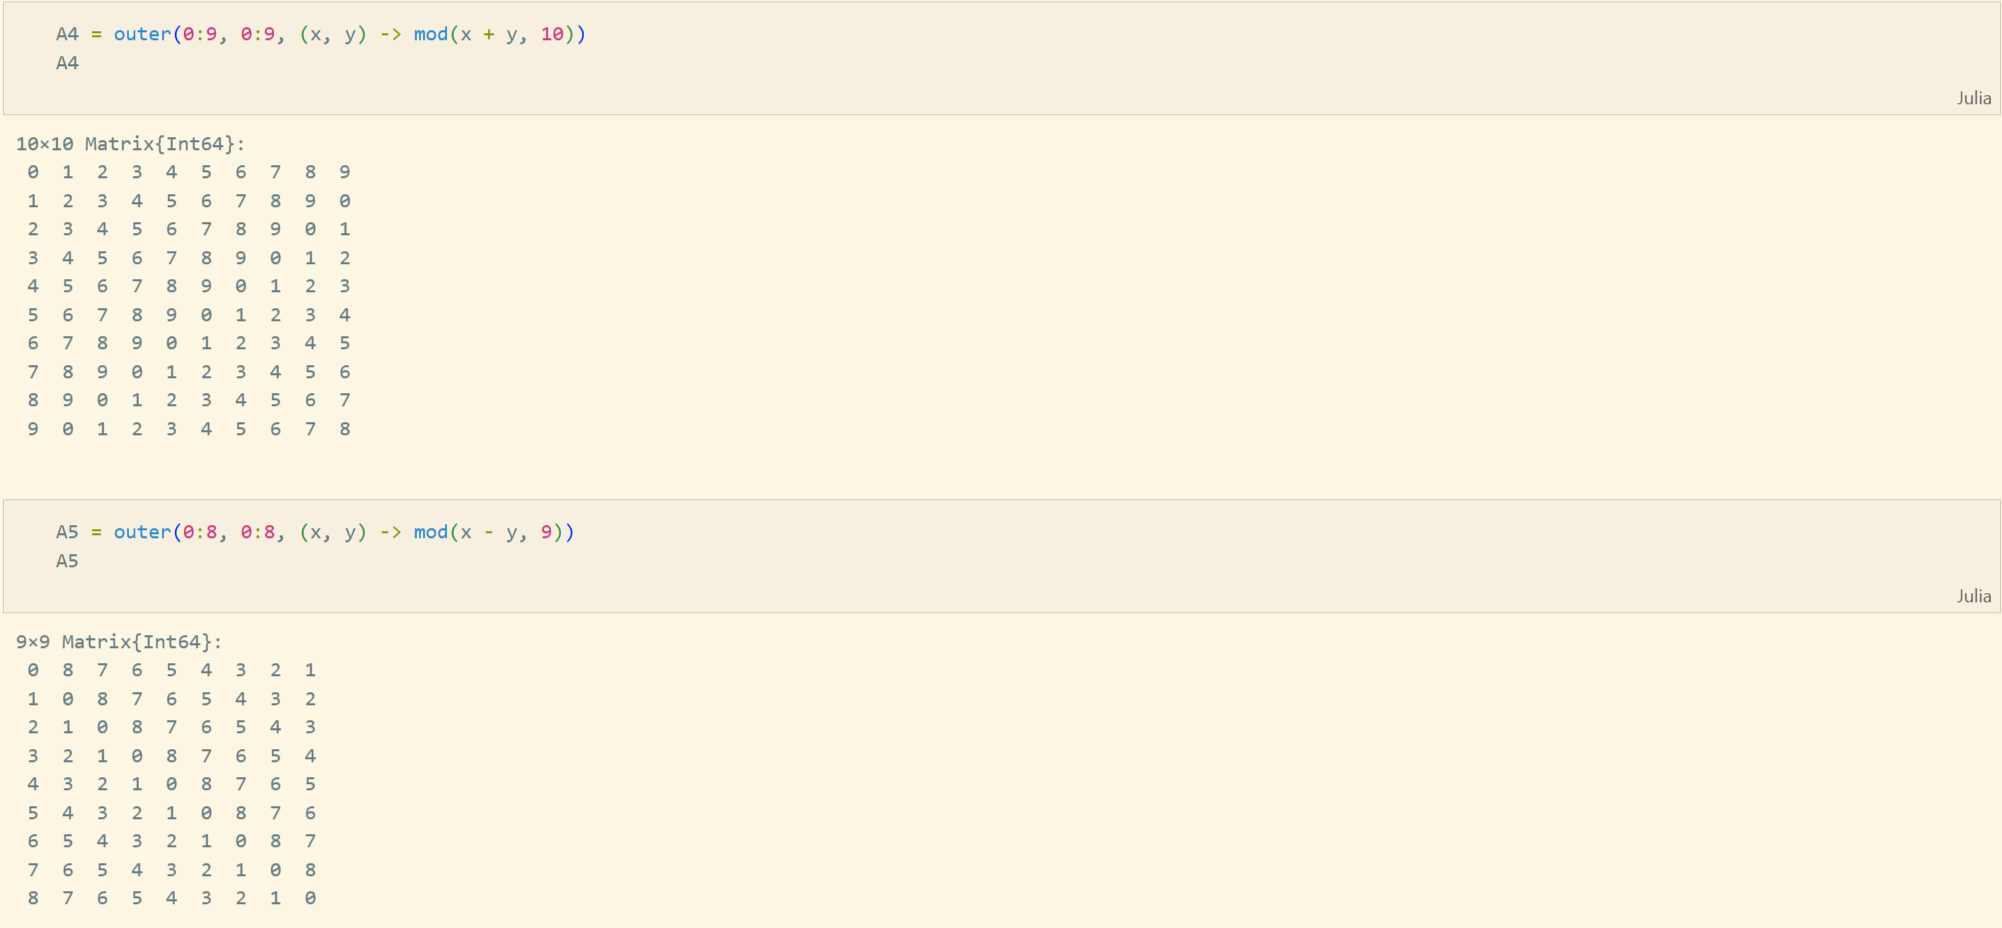 A4 = outer(0:9, 0:9, (x, y) -> mod(x + y, 10))
A4
Julia
10×10 Matrix{Int64}:
0 1 2 3 4 5 6 7 8 9
1 2 3 4 5 6 7 8 9 0
2 3 4 5 6 7 8 9 0 1
3 4 5 6 7 8 9 0 1 2
4 5 6 7 8 9 0 1 2 3
5 6 7 8 9 0 1 2 3 4
6 7 8 9 0 1 2 3 4 5
7 8 9 0 1 2 3 4 5 6
8 9 0 1 2 3 4 5 6 7
9 0 1 2 3 4 5 6 7 8
A5 = outer(0:8, 0:8, (x, y) -> mod(x - y, 9))
A5
Julia
9×9 Matrix{Int64}:
0 8 7 6 5 4 3 2 1
1 0 8 7 6 5 4 3 2
2 1 0 8 7 6 5 4 3
3 2 1 0 8 7 6 5 4
4 3 2 1 0 8 7 6 5
5 4 3 2 1 0 8 7 6
6 5 4 3 2 1 0 8 7
7 6 5 4 3 2 1 0 8
8 7 6 5 4 3 2 1 0